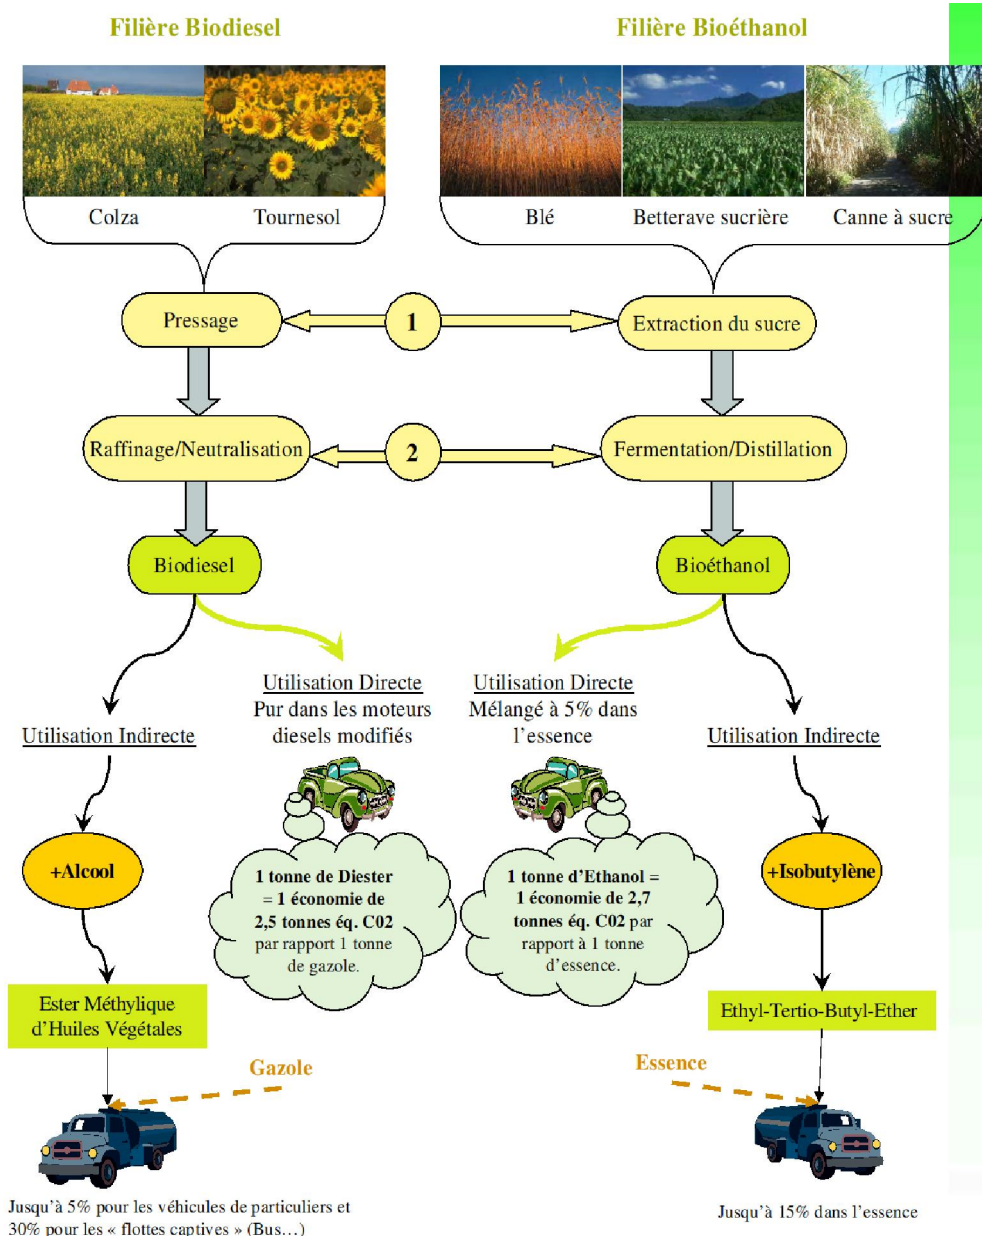 Filière Biodiesel
Filière Bioéthanol
Colza
Tournesol
Blé
Betterave sucrière
Canne à sucre
Pressage
1
Extraction du sucre
Raffinage/Neutralisation
2
Fermentation/Distillation
Biodiesel
Bioéthanol
Utilisation Directe
Pur dans les moteurs
diesels modifiés
Utilisation Directe
Mélangé à 5% dans
l’essence
Utilisation Indirecte
Utilisation Indirecte
+Alcool
1 tonne de Diester
= 1 économie de
2,5 tonnes éq. C02
par rapport 1 tonne
de gazole.
1 tonne d’Ethanol =
1 économie de 2,7
tonnes éq. C02 par
rapport à 1 tonne
d’essence.
+Isobutylène
Ester Méthylique
d’Huiles Végétales
Ethyl-Tertio-Butyl-Ether
Gazole
Essence
Jusqu’à 5% pour les véhicules de particuliers et
30% pour les « flottes captives » (Bus…)
Jusqu’à 15% dans l’essence